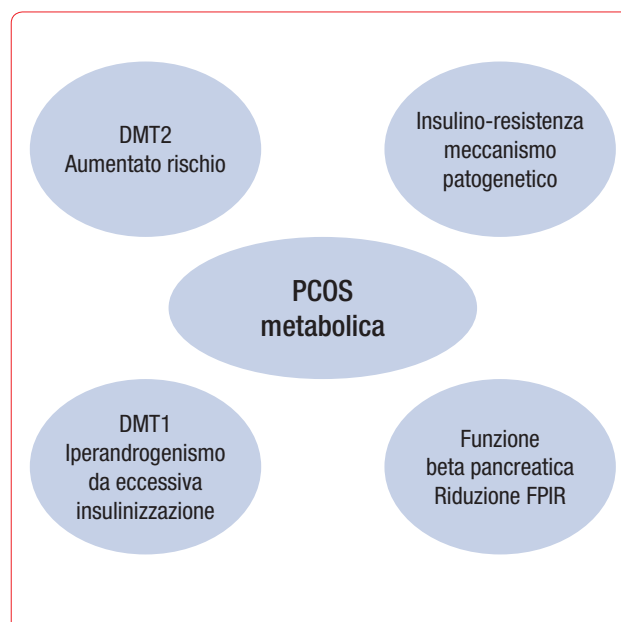 DMT2
Aumentato rischio
Insulino-resistenza
meccanismo
patogenetico
PCOS
metabolica
DMT1
Iperandrogenismo
da eccessiva
insulinizzazione
Funzione
beta pancreatica
Riduzione FPIR